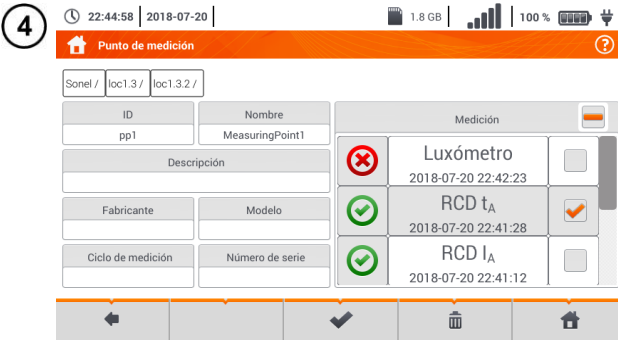 4
22:44:58 2018-07-20 1.8 GB 100 %
Punto de medición ?
Sonel / loc1.3 / loc1.3.2 /
ID Nombre Medición
pp1 MeasuringPoint1
Descripción
Luxómetro
2018-07-20 22:42:23
Fabricante Modelo
RCD tA
2018-07-20 22:41:28
Ciclo de medición Número de serie
RCD IA
2018-07-20 22:41:12